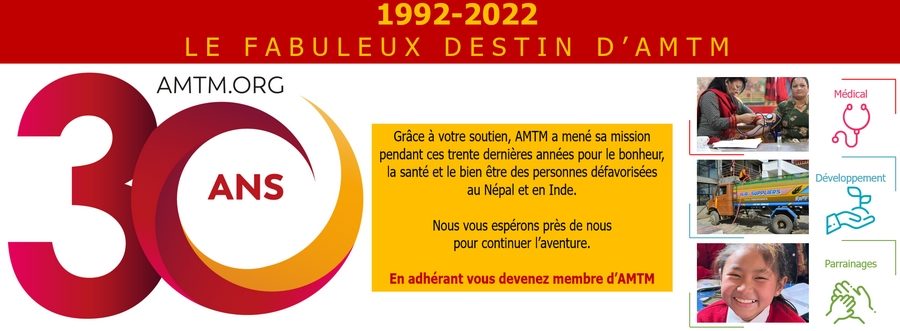 1992-2022
LE FABULEUX DESTIN D’AMTM
AMTM.ORG
30
ANS
Grâce à votre soutien, AMTM a mené sa mission
pendant ces trente dernières années pour le bonheur,
la santé et le bien être des personnes défavorisées
au Népal et en Inde.
Nous vous espérons près de nous
pour continuer l’aventure.
En adhérant vous devenez membre d’AMTM
Médical
Développement
Parrainages
SUPPLIERS